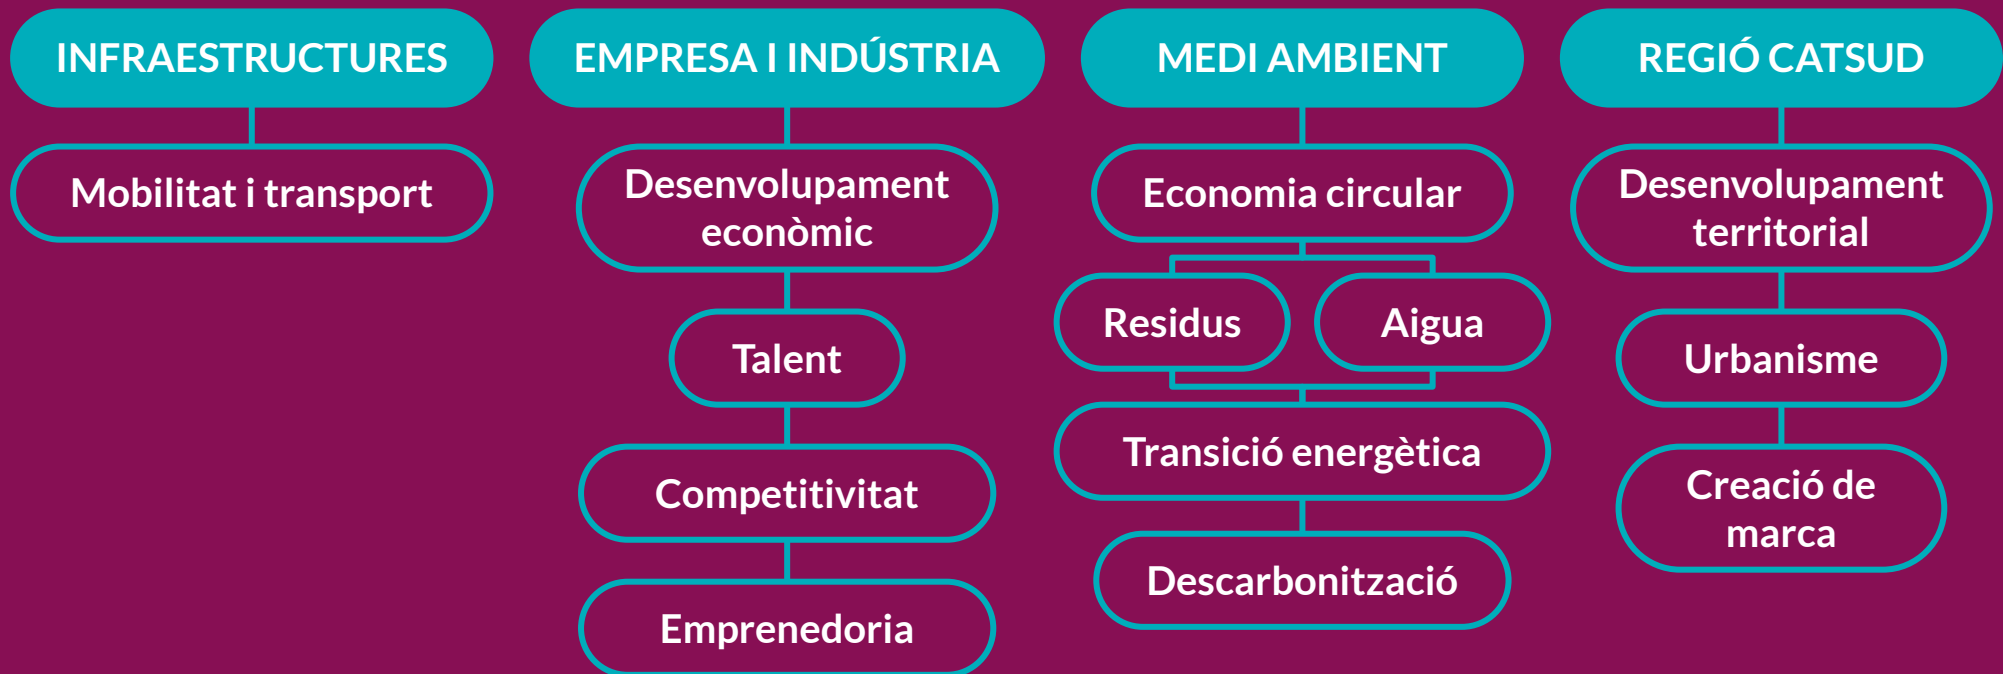 INFRAESTRUCTURES
Mobilitat i transport
EMPRESA I INDÚSTRIA
Desenvolupament
econòmic
Talent
Competitivitat
Emprenedoria
MEDI AMBIENT
Economia circular
Residus
Aigua
Transició energètica
Descarbonització
REGIÓ CATSUD
Desenvolupament
territorial
Urbanisme
Creació de
marca